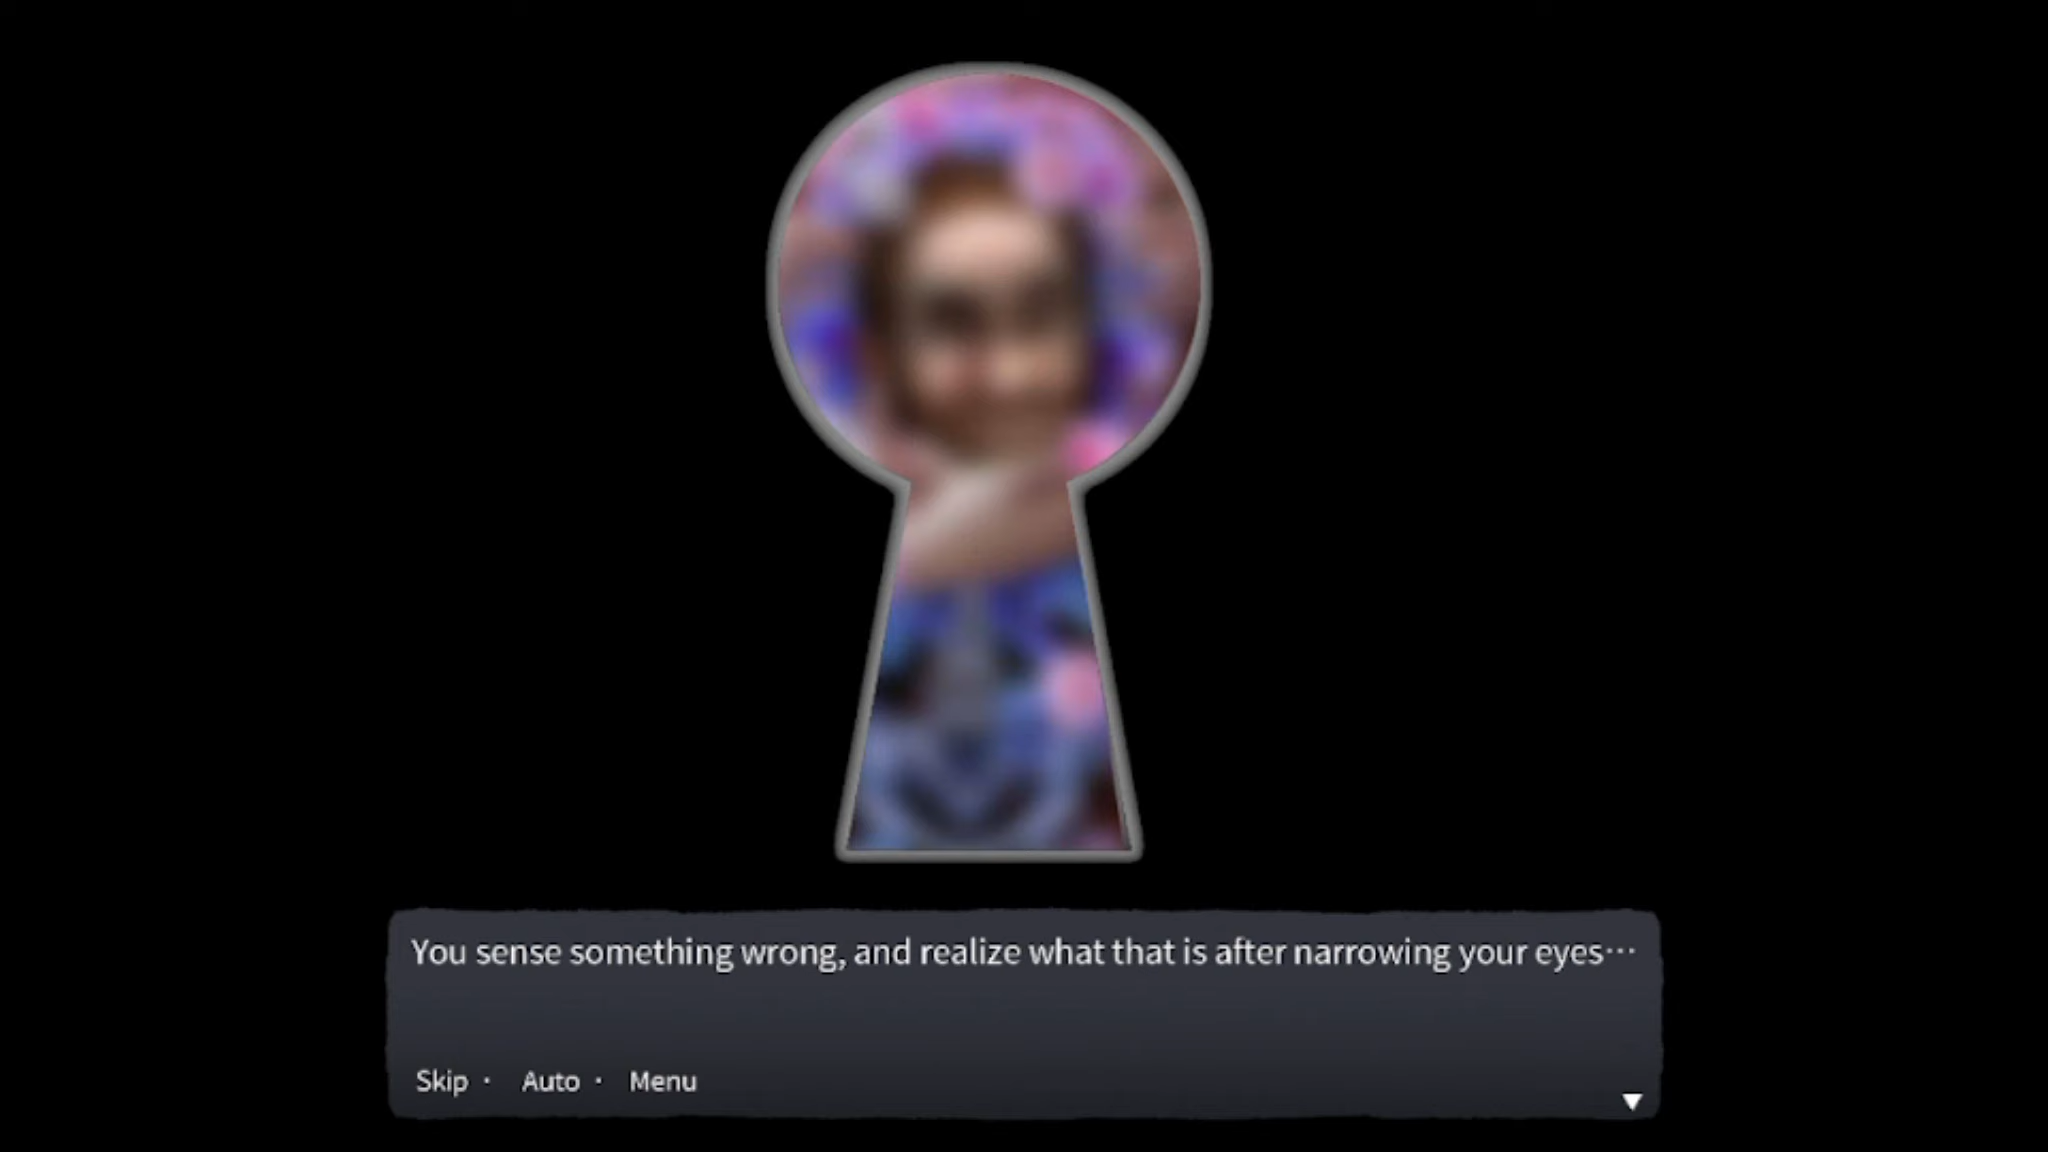 You sense something wrong, and realize what that is after narrowing your eyes⋯
Skip · Auto · Menu